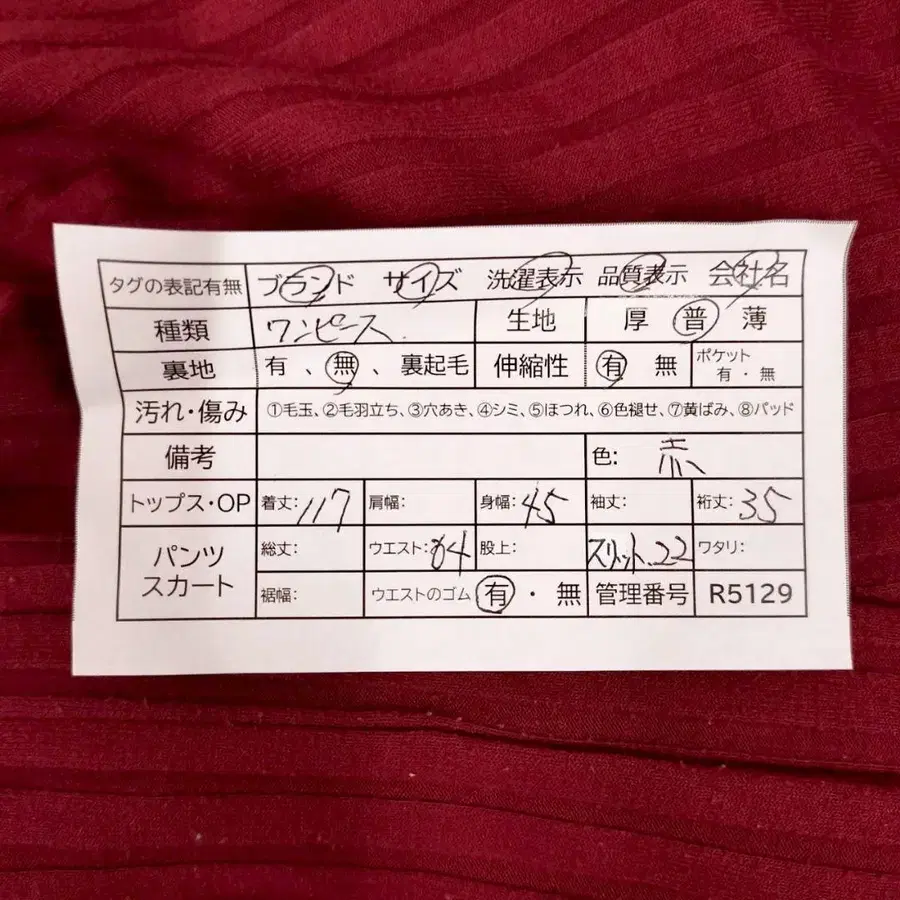 タグの表記有無 ブランド サイズ 洗濯表示 品質表示 会社名
種類 ワンピース 生地 厚 普 薄
裏地 有 、 無 、 裏起毛 伸縮性 有 無 ポケット 有 ・ 無
汚れ・傷み ①毛玉、②毛羽立ち、③穴あき、④シミ、⑤ほつれ、⑥色褪せ、⑦黄ばみ、⑧パッド
備考 色: 赤
トップス・OP 着丈: 117 肩幅: 身幅: 45 袖丈: 裄丈: 35
パンツ スカート 総丈: ウエスト: 64 股上: スリット.22 ワタリ:
裾幅: ウエストのゴム 有 ・ 無 管理番号 R5129